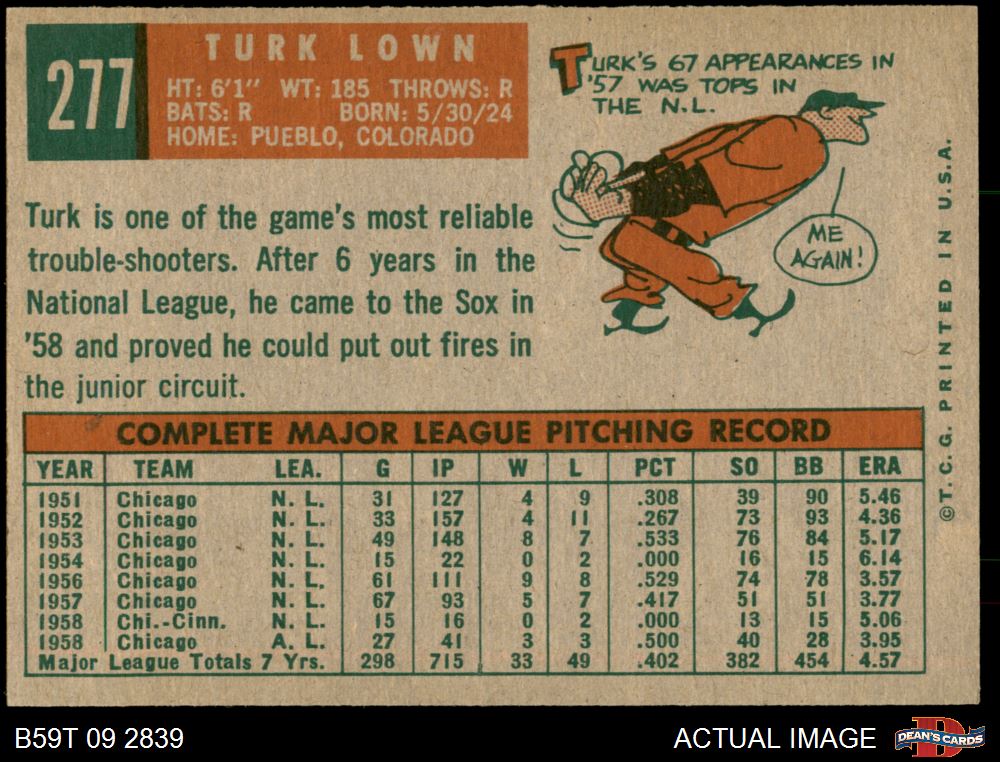 277
TURK LOWN
HT: 6'1" WT: 185 THROWS: R
BATS: R BORN: 5/30/24
HOME: PUEBLO, COLORADO
TURK'S 67 APPEARANCES IN
'57 WAS TOPS IN
THE N.L.
ME
AGAIN!
Turk is one of the game's most reliable
trouble-shooters. After 6 years in the
National League, he came to the Sox in
'58 and proved he could put out fires in
the junior circuit.
COMPLETE MAJOR LEAGUE PITCHING RECORD
YEAR TEAM LEA. G IP W L PCT SO BB ERA
1951 Chicago N. L. 31 127 4 9 .308 39 90 5.46
1952 Chicago N. L. 33 157 4 11 .267 73 93 4.36
1953 Chicago N. L. 49 148 8 7 .533 76 84 5.17
1954 Chicago N. L. 15 22 0 2 .000 16 15 6.14
1956 Chicago N. L. 61 111 9 8 .529 74 78 3.57
1957 Chicago N. L. 67 93 5 7 .417 51 51 3.77
1958 Chi.-Cinn. N. L. 15 16 0 2 .000 13 15 5.06
1958 Chicago A. L. 27 41 3 3 .500 40 28 3.95
Major League Totals 7 Yrs. 298 715 33 49 .402 382 454 4.57
©T.C.G. PRINTED IN U.S.A.
B59T 09 2839
ACTUAL IMAGE
D
DEAN'S CARDS